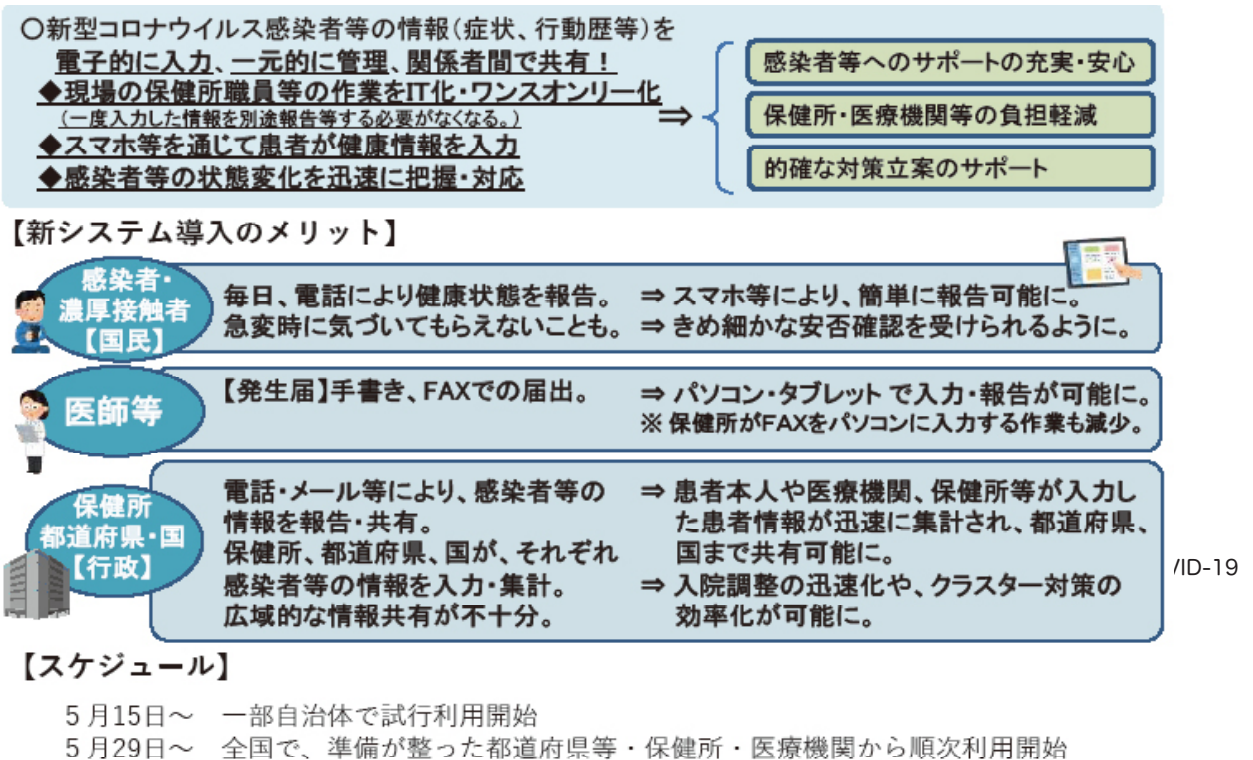 ○新型コロナウイルス感染者等の情報(症状、行動歴等)を
電子的に入力、一元的に管理、関係者間で共有！
◆現場の保健所職員等の作業をIT化・ワンスオンリー化
(一度入力した情報を別途報告等する必要がなくなる。)
◆スマホ等を通じて患者が健康情報を入力
◆感染者等の状態変化を迅速に把握・対応
⇒
感染者等へのサポートの充実・安心
保健所・医療機関等の負担軽減
的確な対策立案のサポート
【新システム導入のメリット】
感染者・
濃厚接触者
【国民】
毎日、電話により健康状態を報告。
急変時に気づいてもらえないことも。
⇒ スマホ等により、簡単に報告可能に。
⇒ きめ細かな安否確認を受けられるように。
医師等
【発生届】手書き、FAXでの届出。
⇒ パソコン・タブレット で入力・報告が可能に。
※ 保健所がFAXをパソコンに入力する作業も減少。
保健所
都道府県・国
【行政】
電話・メール等により、感染者等の
情報を報告・共有。
保健所、都道府県、国が、それぞれ
感染者等の情報を入力・集計。
広域的な情報共有が不十分。
⇒ 患者本人や医療機関、保健所等が入力し
た患者情報が迅速に集計され、都道府県、
国まで共有可能に。
⇒ 入院調整の迅速化や、クラスター対策の
効率化が可能に。
/ID-19
【スケジュール】
５月15日～　一部自治体で試行利用開始
５月29日～　全国で、準備が整った都道府県等・保健所・医療機関から順次利用開始